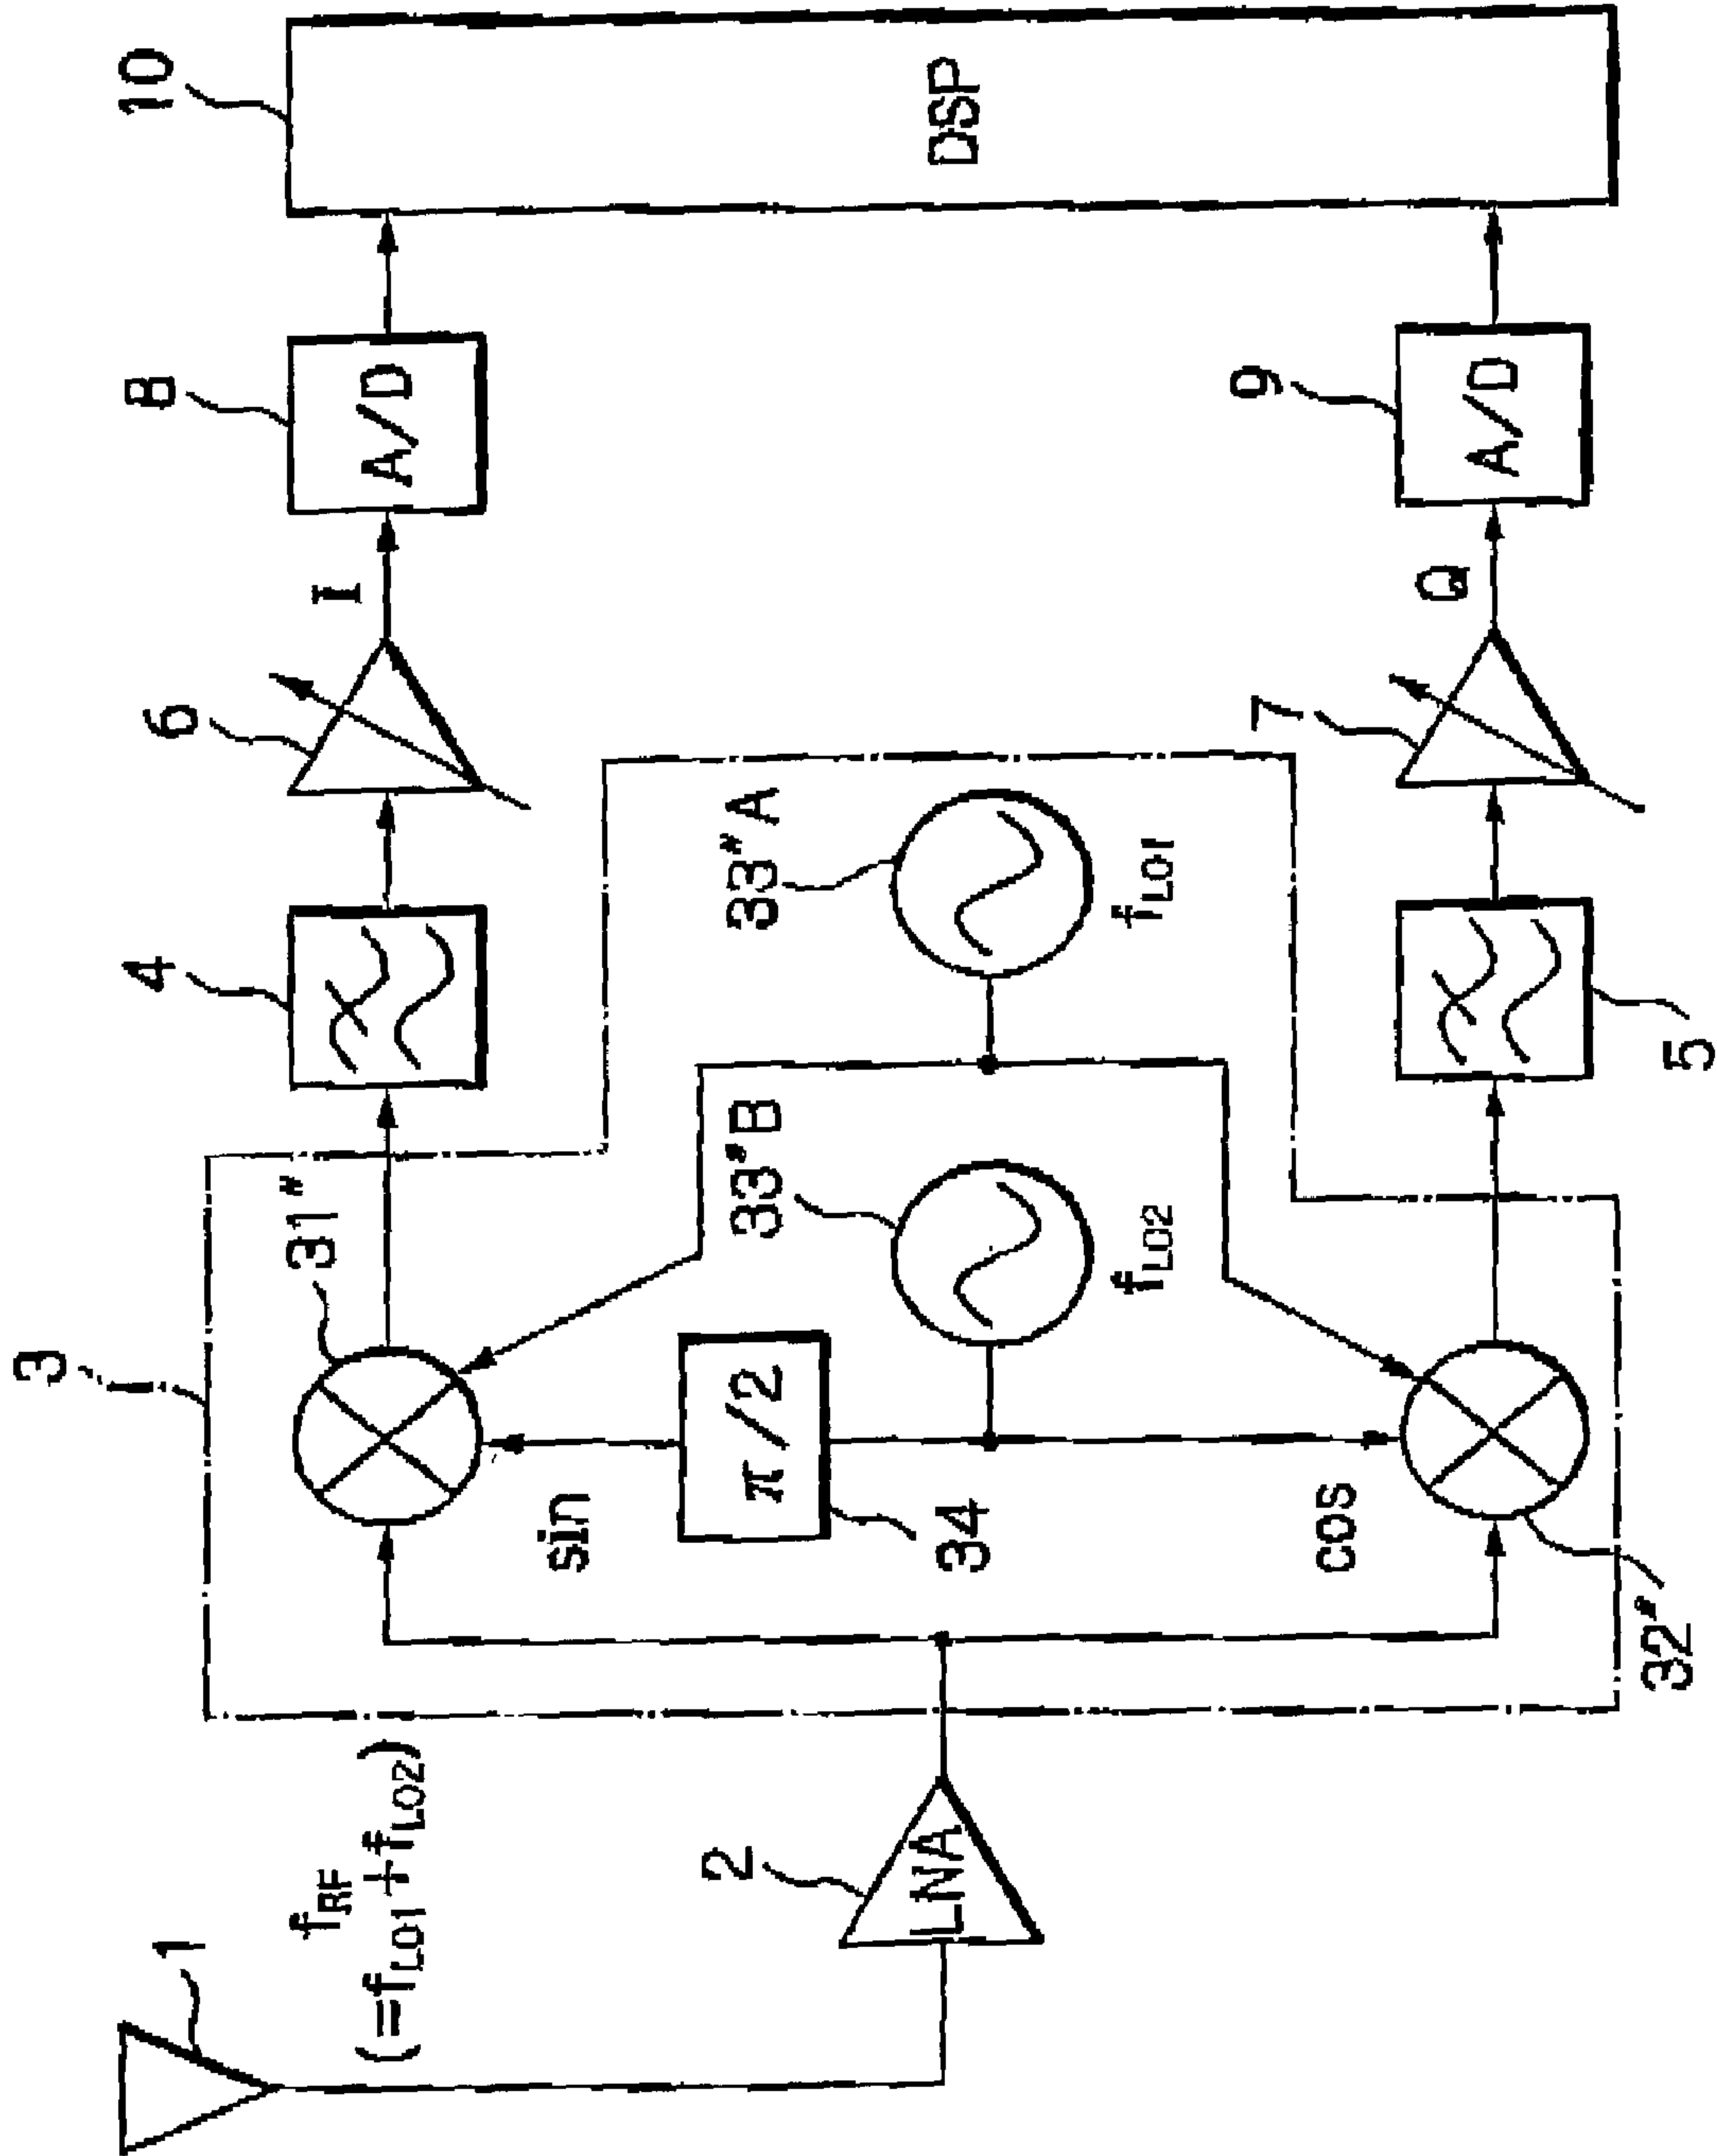 1
f_RF
(=f_LO1+f_LO2)
2
LNA
3
31"
sin
π/2
34
cos
32"
33"B
f_LO2
33"A
f_LO1
4
5
6
I
7
Q
8
A/D
9
A/D
10
DSP